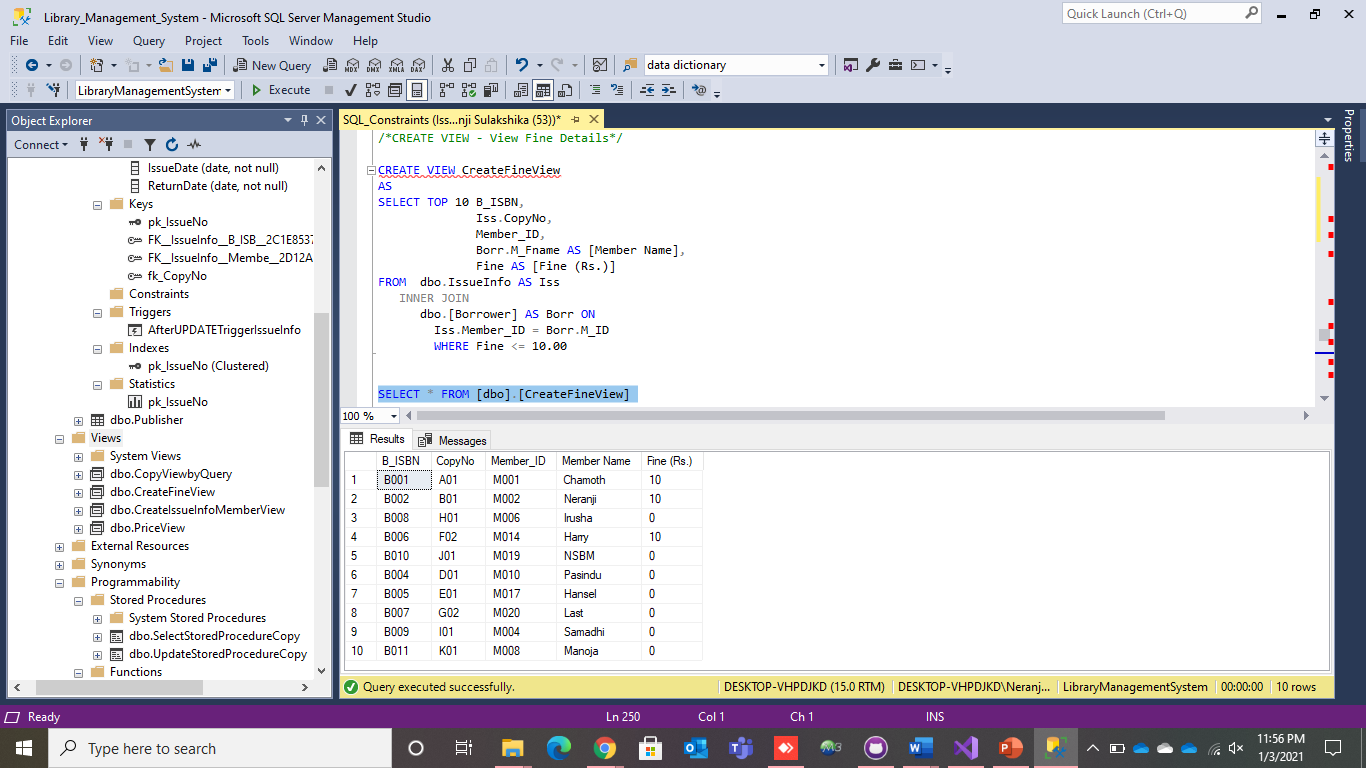 Library_Management_System - Microsoft SQL Server Management Studio
Quick Launch (Ctrl+Q)
File Edit View Query Project Tools Window Help
New Query MDX DMX XMLA DAX data dictionary
LibraryManagementSystem Execute
Object Explorer
SQL_Constraints (Iss...nji Sulakshika (53))*
Properties
Connect
IssueDate (date, not null)
ReturnDate (date, not null)
Keys
pk_IssueNo
FK__IssueInfo__B_ISB__2C1E8537
FK__IssueInfo__Membe__2D12A
fk_CopyNo
Constraints
Triggers
AfterUPDATETriggerIssueInfo
Indexes
pk_IssueNo (Clustered)
Statistics
pk_IssueNo
dbo.Publisher
Views
System Views
dbo.CopyViewbyQuery
dbo.CreateFineView
dbo.CreateIssueInfoMemberView
dbo.PriceView
External Resources
Synonyms
Programmability
Stored Procedures
System Stored Procedures
dbo.SelectStoredProcedureCopy
dbo.UpdateStoredProcedureCopy
Functions
/*CREATE VIEW - View Fine Details*/
CREATE VIEW CreateFineView
AS
SELECT TOP 10 B_ISBN,
Iss.CopyNo,
Member_ID,
Borr.M_Fname AS [Member Name],
Fine AS [Fine (Rs.)]
FROM dbo.IssueInfo AS Iss
INNER JOIN
dbo.[Borrower] AS Borr ON
Iss.Member_ID = Borr.M_ID
WHERE Fine <= 10.00
SELECT * FROM [dbo].[CreateFineView]
100 %
Results Messages
B_ISBN CopyNo Member_ID Member Name Fine (Rs.)
1 B001 A01 M001 Chamoth 10
2 B002 B01 M002 Neranji 10
3 B008 H01 M006 Irusha 0
4 B006 F02 M014 Harry 10
5 B010 J01 M019 NSBM 0
6 B004 D01 M010 Pasindu 0
7 B005 E01 M017 Hansel 0
8 B007 G02 M020 Last 0
9 B009 I01 M004 Samadhi 0
10 B011 K01 M008 Manoja 0
Query executed successfully. DESKTOP-VHPDJKD (15.0 RTM) DESKTOP-VHPDJKD\Neranj... LibraryManagementSystem 00:00:00 10 rows
Ready Ln 250 Col 1 Ch 1 INS
Type here to search
11:56 PM
1/3/2021